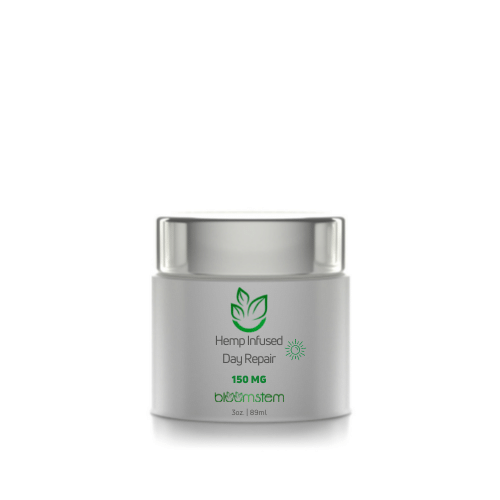 Hemp Infused
Day Repair
150 MG
bloomstem
3oz. | 89ml